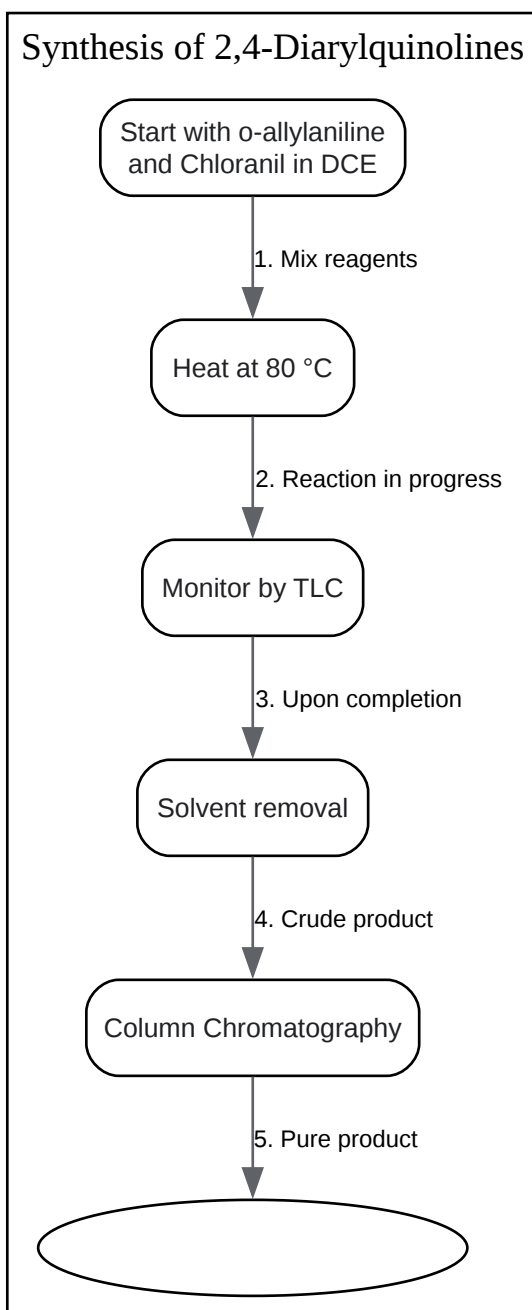 Synthesis of 2,4-Diarylquinolines
Start with o-allylaniline
and Chloranil in DCE
1. Mix reagents
Heat at 80 °C
2. Reaction in progress
Monitor by TLC
3. Upon completion
Solvent removal
4. Crude product
Column Chromatography
5. Pure product